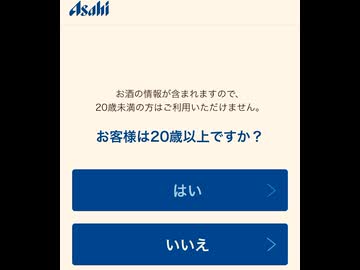 Asahi
お酒の情報が含まれますので、
20歳未満の方はご利用いただけません。
お客様は20歳以上ですか？
はい
いいえ